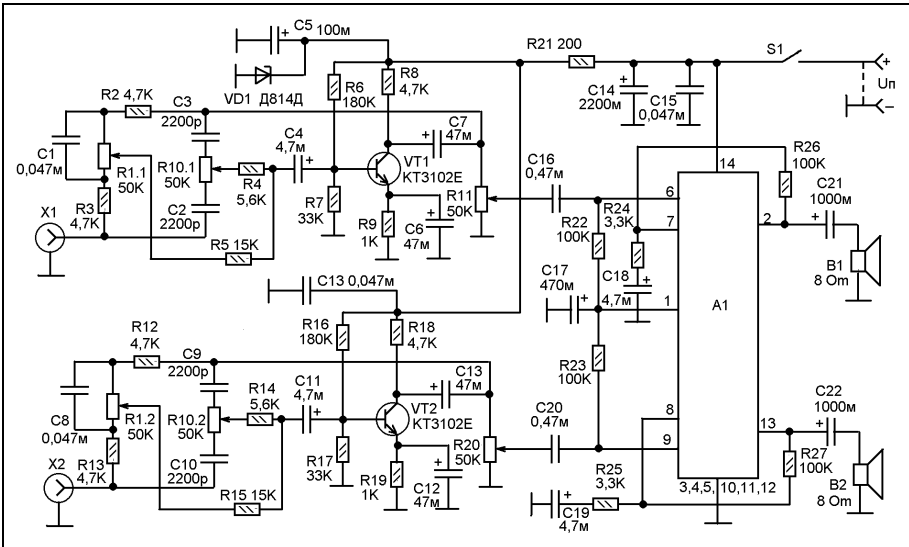 C5
100м
VD1 Д814Д
R2 4,7K
C3
2200р
C1
0,047м
R1.1
50K
R10.1
50K
R3
4,7K
C2
2200р
X1
R4
5,6K
R5 15K
C4
4,7м
R6
180K
R7
33K
R8
4,7K
C7
47м
VT1
КТ3102Е
R9
1K
C6
47м
R11
50K
R21 200
C14
2200м
C15
0,047м
S1
+
Uп
−
C16
0,47м
R22
100K
R24
3,3K
R26
100K
C17
470м
C18
4,7м
14
6
7
1
8
9
2
13
A1
3,4,5, 10,11,12
C21
1000м
B1
8 Om
C13 0,047м
R12
4,7K
C9
2200р
C8
0,047м
R1.2
50K
R10.2
50K
R13
4,7K
C10
2200р
X2
R14
5,6K
R15 15K
C11
4,7м
R16
180K
R17
33K
R18
4,7K
C13
47м
VT2
КТ3102Е
R19
1K
C12
47м
R20
50K
C20
0,47м
R23
100K
R25
3,3K
C19
4,7м
R27
100K
C22
1000м
B2
8 Om